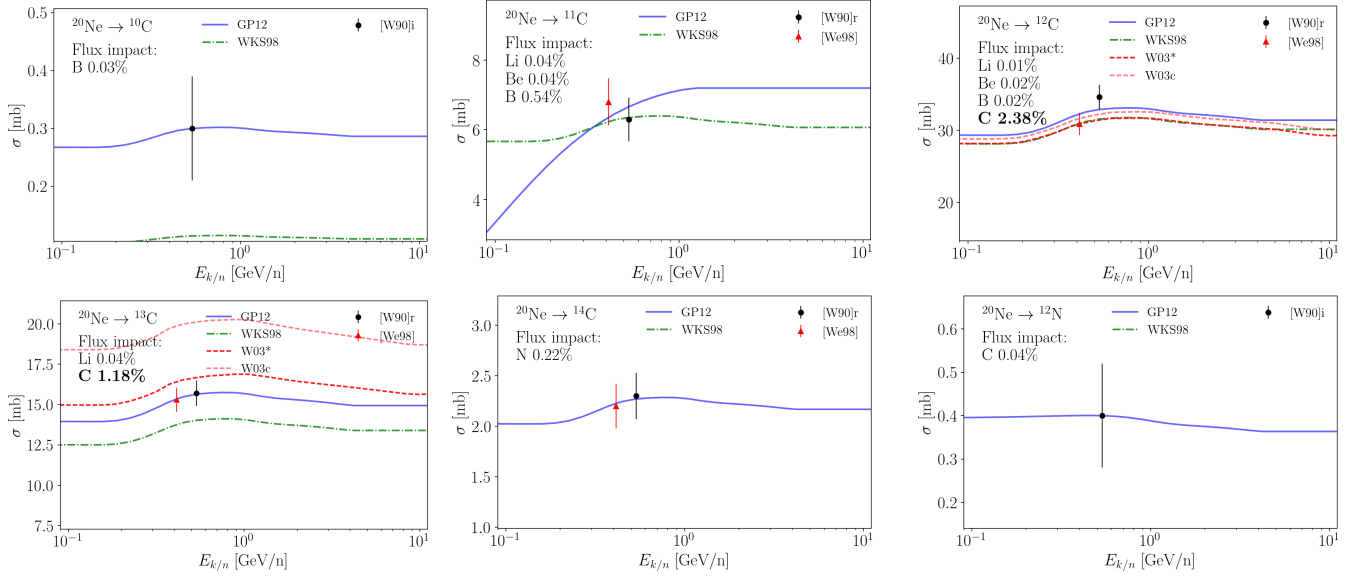 ²⁰Ne → ¹⁰C
Flux impact:
B 0.03%
GP12
WKS98
[W90]i
0.5
0.4
0.3
0.2
σ [mb]
10⁻¹ 10⁰ 10¹
E_{k/n} [GeV/n]
²⁰Ne → ¹¹C
Flux impact:
Li 0.04%
Be 0.04%
B 0.54%
GP12
WKS98
[W90]r
[We98]
8
6
4
σ [mb]
10⁻¹ 10⁰ 10¹
E_{k/n} [GeV/n]
²⁰Ne → ¹²C
Flux impact:
Li 0.01%
Be 0.02%
B 0.02%
C 2.38%
GP12
WKS98
W03*
W03c
[W90]r
[We98]
40
30
20
σ [mb]
10⁻¹ 10⁰ 10¹
E_{k/n} [GeV/n]
²⁰Ne → ¹³C
Flux impact:
Li 0.04%
C 1.18%
GP12
WKS98
W03*
W03c
[W90]r
[We98]
20.0
17.5
15.0
12.5
10.0
7.5
σ [mb]
10⁻¹ 10⁰ 10¹
E_{k/n} [GeV/n]
²⁰Ne → ¹⁴C
Flux impact:
N 0.22%
GP12
WKS98
[W90]r
[We98]
3.0
2.5
2.0
1.5
1.0
σ [mb]
10⁻¹ 10⁰ 10¹
E_{k/n} [GeV/n]
²⁰Ne → ¹²N
Flux impact:
C 0.04%
GP12
WKS98
[W90]i
0.6
0.5
0.4
0.3
0.2
σ [mb]
10⁻¹ 10⁰ 10¹
E_{k/n} [GeV/n]